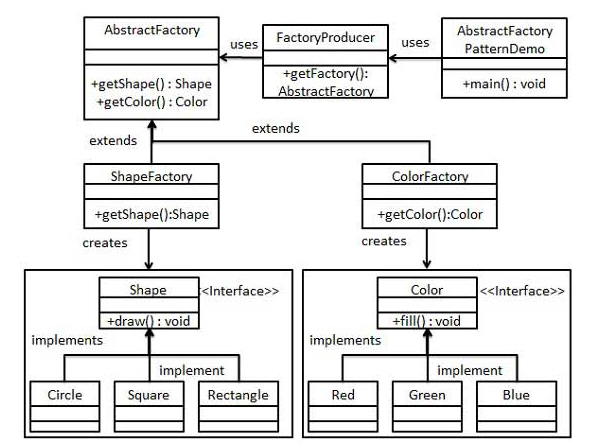 AbstractFactory
+getShape() : Shape
+getColor() : Color
uses
FactoryProducer
+getFactory():
AbstractFactory
uses
AbstractFactory
PatternDemo
+main() : void
extends
extends
ShapeFactory
+getShape():Shape
ColorFactory
+getColor():Color
creates
creates
Shape
<<Interface>>
+draw() : void
implements
implement
Circle
Square
Rectangle
Color
<<Interface>>
+fill() : void
implements
implement
Red
Green
Blue